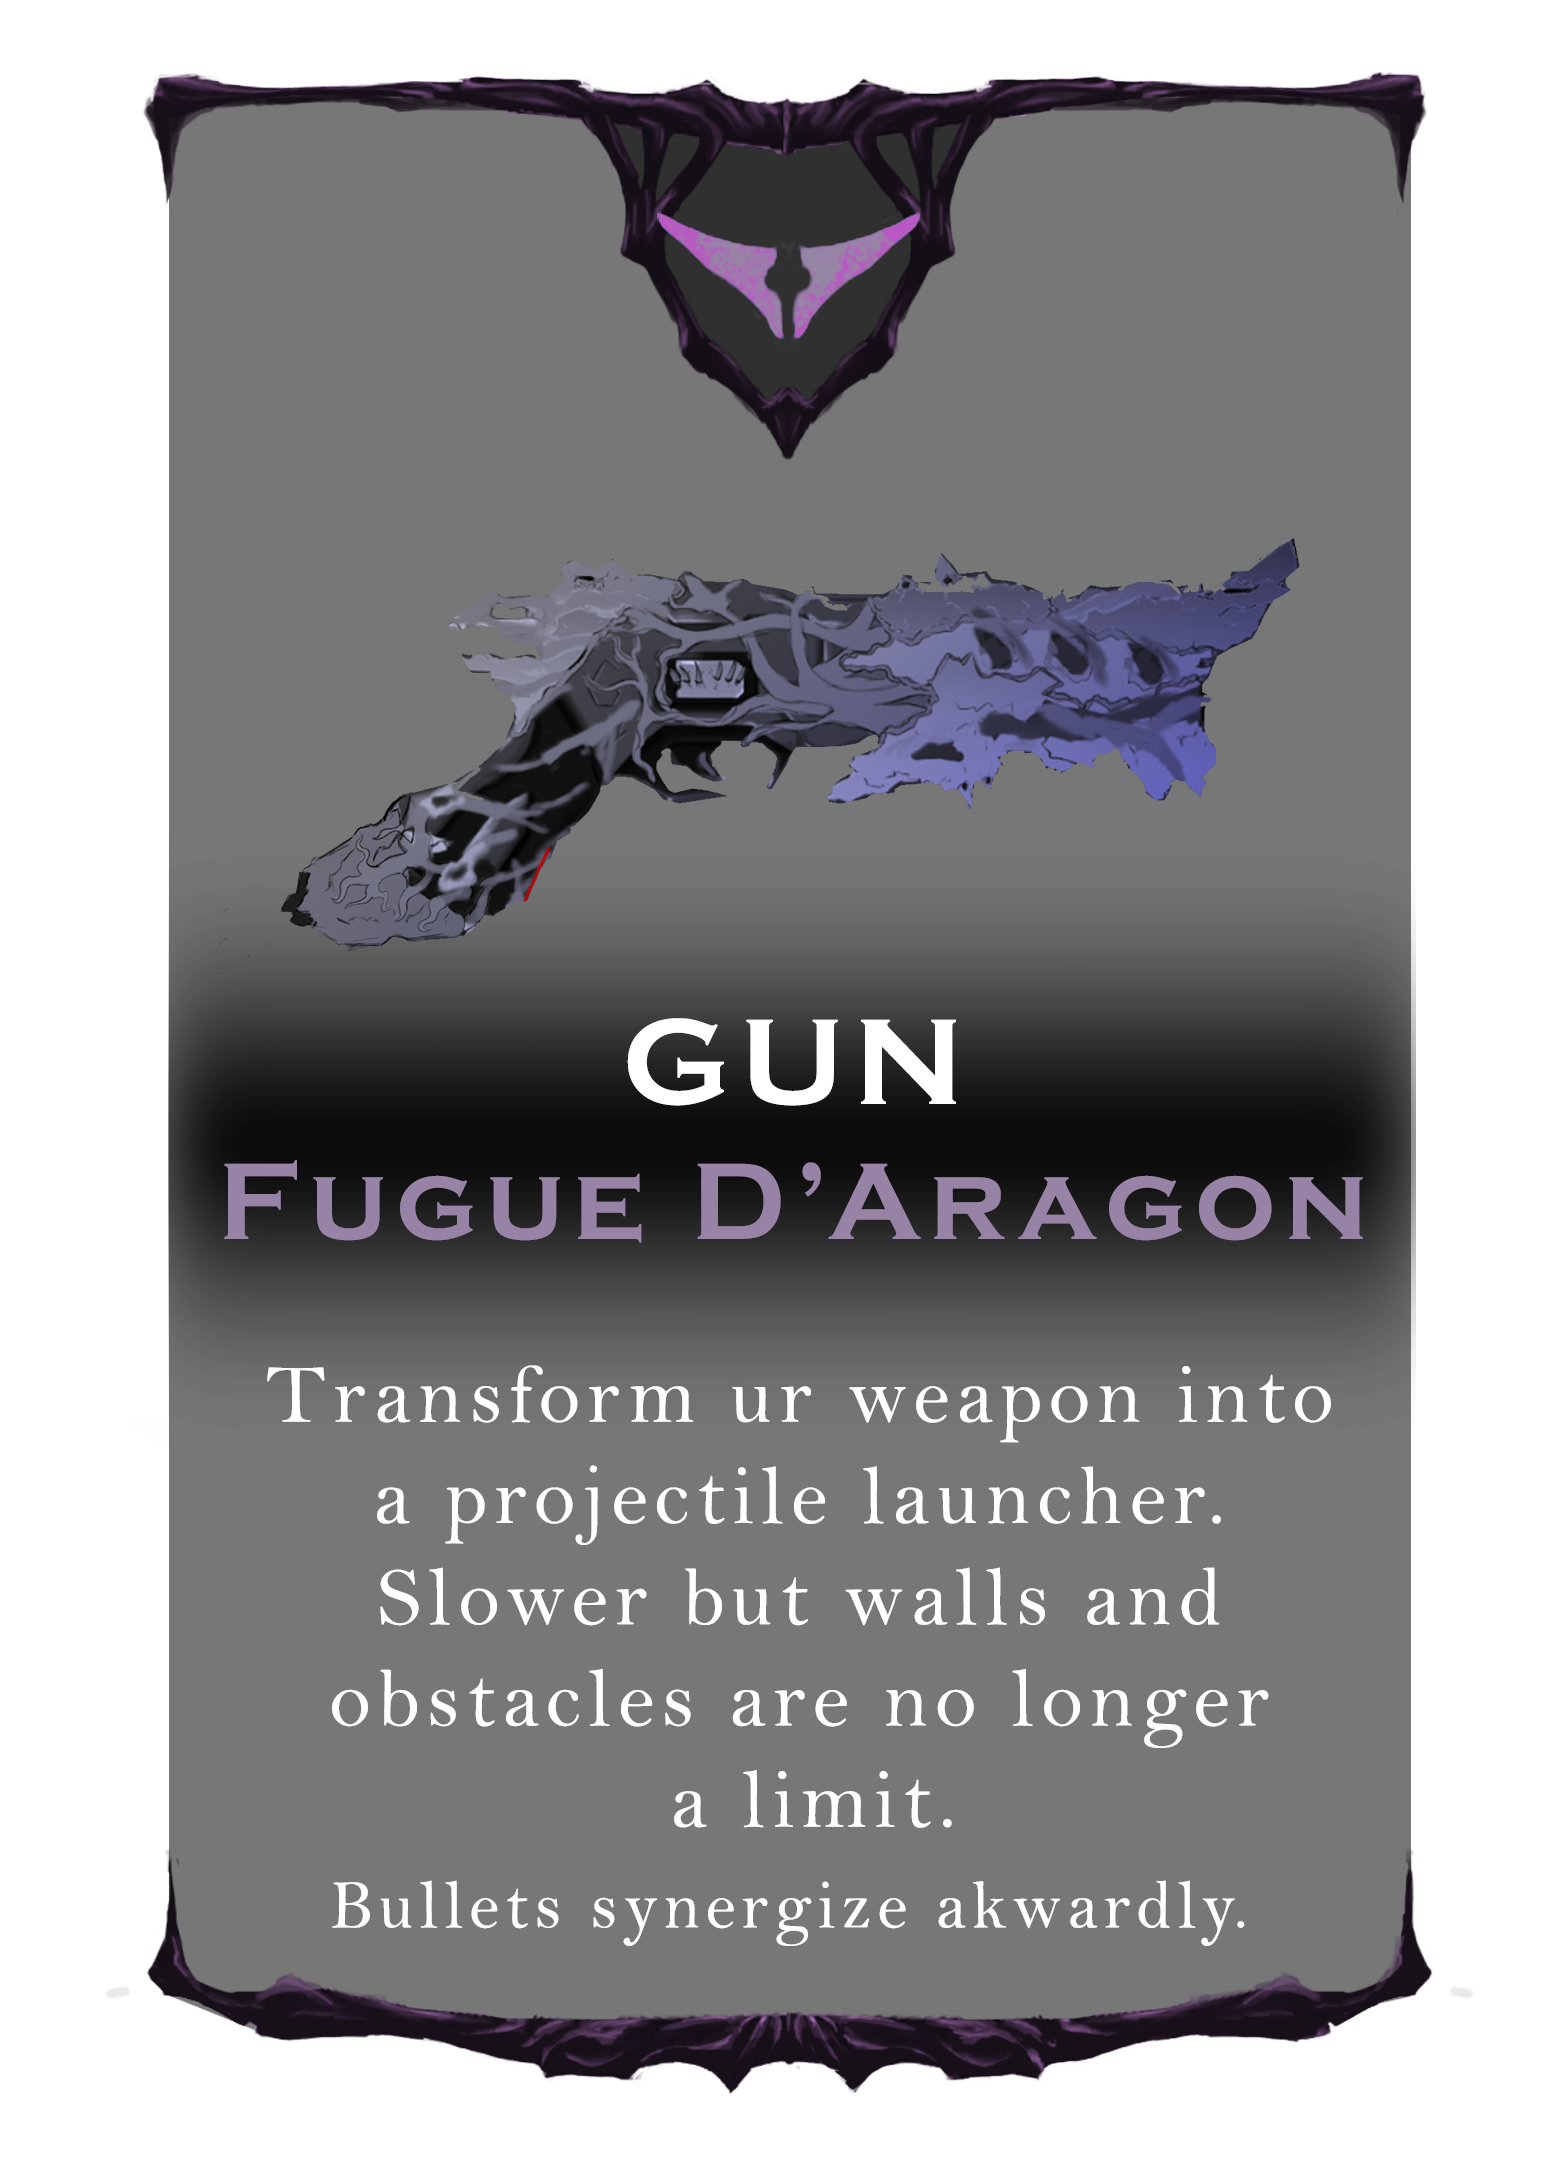 GUN
Fugue D’Aragon
Transform ur weapon into
a projectile launcher.
Slower but walls and
obstacles are no longer
a limit.
Bullets synergize akwardly.